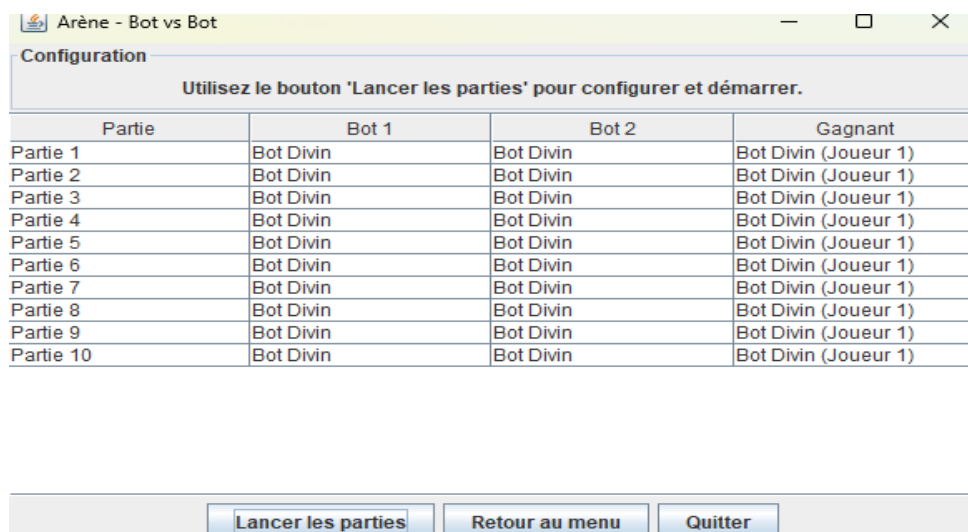 Arène - Bot vs Bot
Configuration
Utilisez le bouton 'Lancer les parties' pour configurer et démarrer.
Partie Bot 1 Bot 2 Gagnant
Partie 1 Bot Divin Bot Divin Bot Divin (Joueur 1)
Partie 2 Bot Divin Bot Divin Bot Divin (Joueur 1)
Partie 3 Bot Divin Bot Divin Bot Divin (Joueur 1)
Partie 4 Bot Divin Bot Divin Bot Divin (Joueur 1)
Partie 5 Bot Divin Bot Divin Bot Divin (Joueur 1)
Partie 6 Bot Divin Bot Divin Bot Divin (Joueur 1)
Partie 7 Bot Divin Bot Divin Bot Divin (Joueur 1)
Partie 8 Bot Divin Bot Divin Bot Divin (Joueur 1)
Partie 9 Bot Divin Bot Divin Bot Divin (Joueur 1)
Partie 10 Bot Divin Bot Divin Bot Divin (Joueur 1)
Lancer les parties Retour au menu Quitter